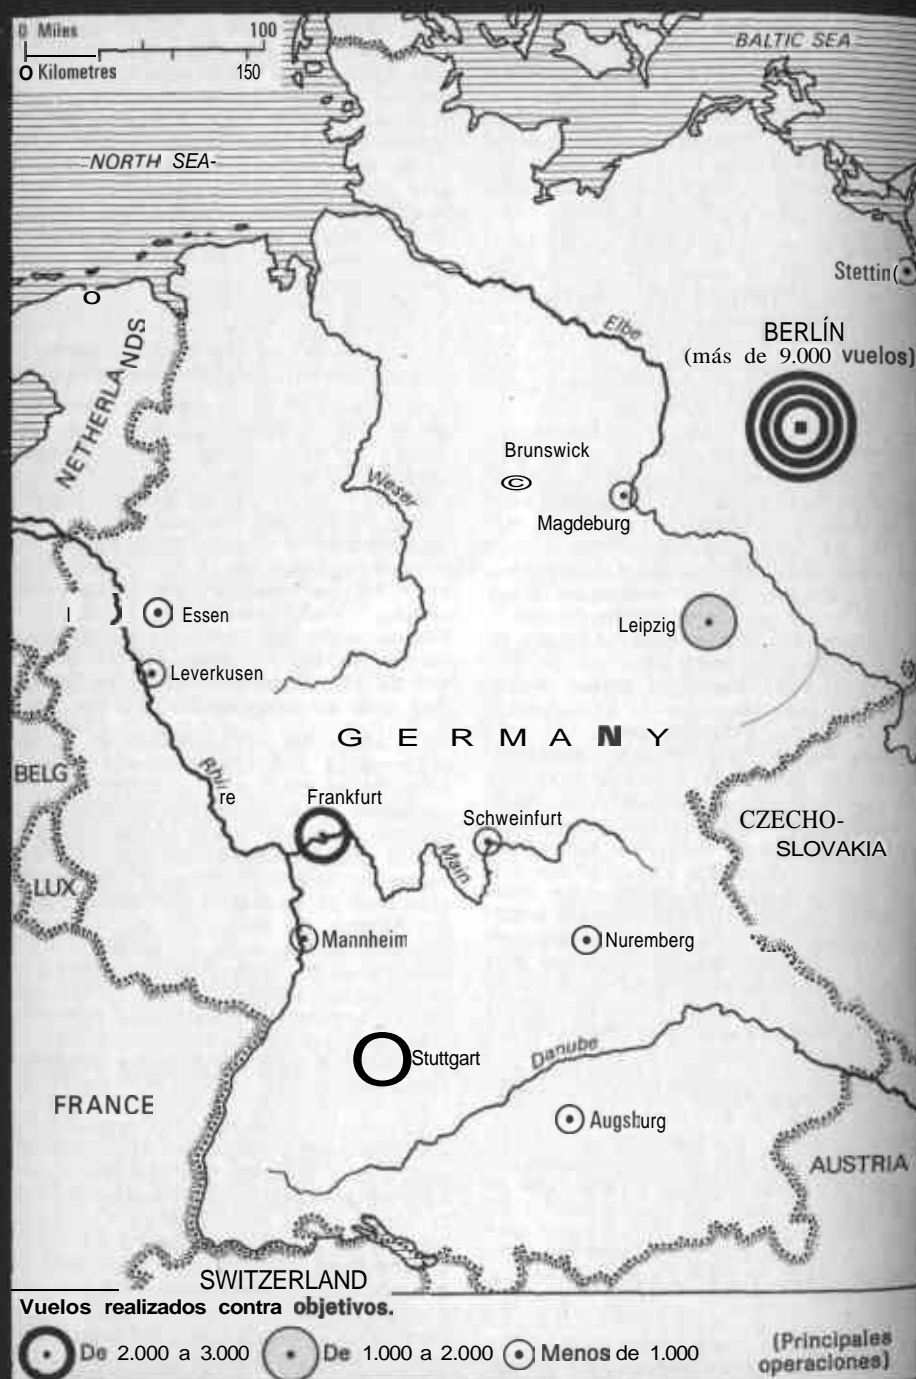 0 Miles 100
O Kilometres 150
BALTIC SEA
NORTH SEA-
Stettin
O
Elbe
BERLÍN
(más de 9.000 vuelos)
NETHERLANDS
Brunswick
©
Weser
Magdeburg
Essen
Leipzig
Leverkusen
GERMANY
BELG
Rhii re
Frankfurt
Schweinfurt
CZECHO-
SLOVAKIA
Main
LUX
Mannheim
Nuremberg
Stuttgart
Danube
FRANCE
Augsburg
AUSTRIA
SWITZERLAND
Vuelos realizados contra objetivos.
De 2.000 a 3.000 De 1.000 a 2.000 Menos de 1.000
(Principales
operaciones)